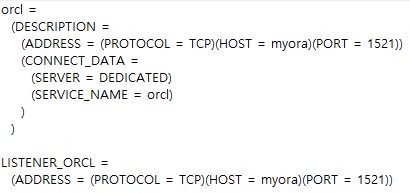 orcl =
  (DESCRIPTION =
    (ADDRESS = (PROTOCOL = TCP)(HOST = myora)(PORT = 1521))
    (CONNECT_DATA =
      (SERVER = DEDICATED)
      (SERVICE_NAME = orcl)
    )
  )

LISTENER_ORCL =
  (ADDRESS = (PROTOCOL = TCP)(HOST = myora)(PORT = 1521))